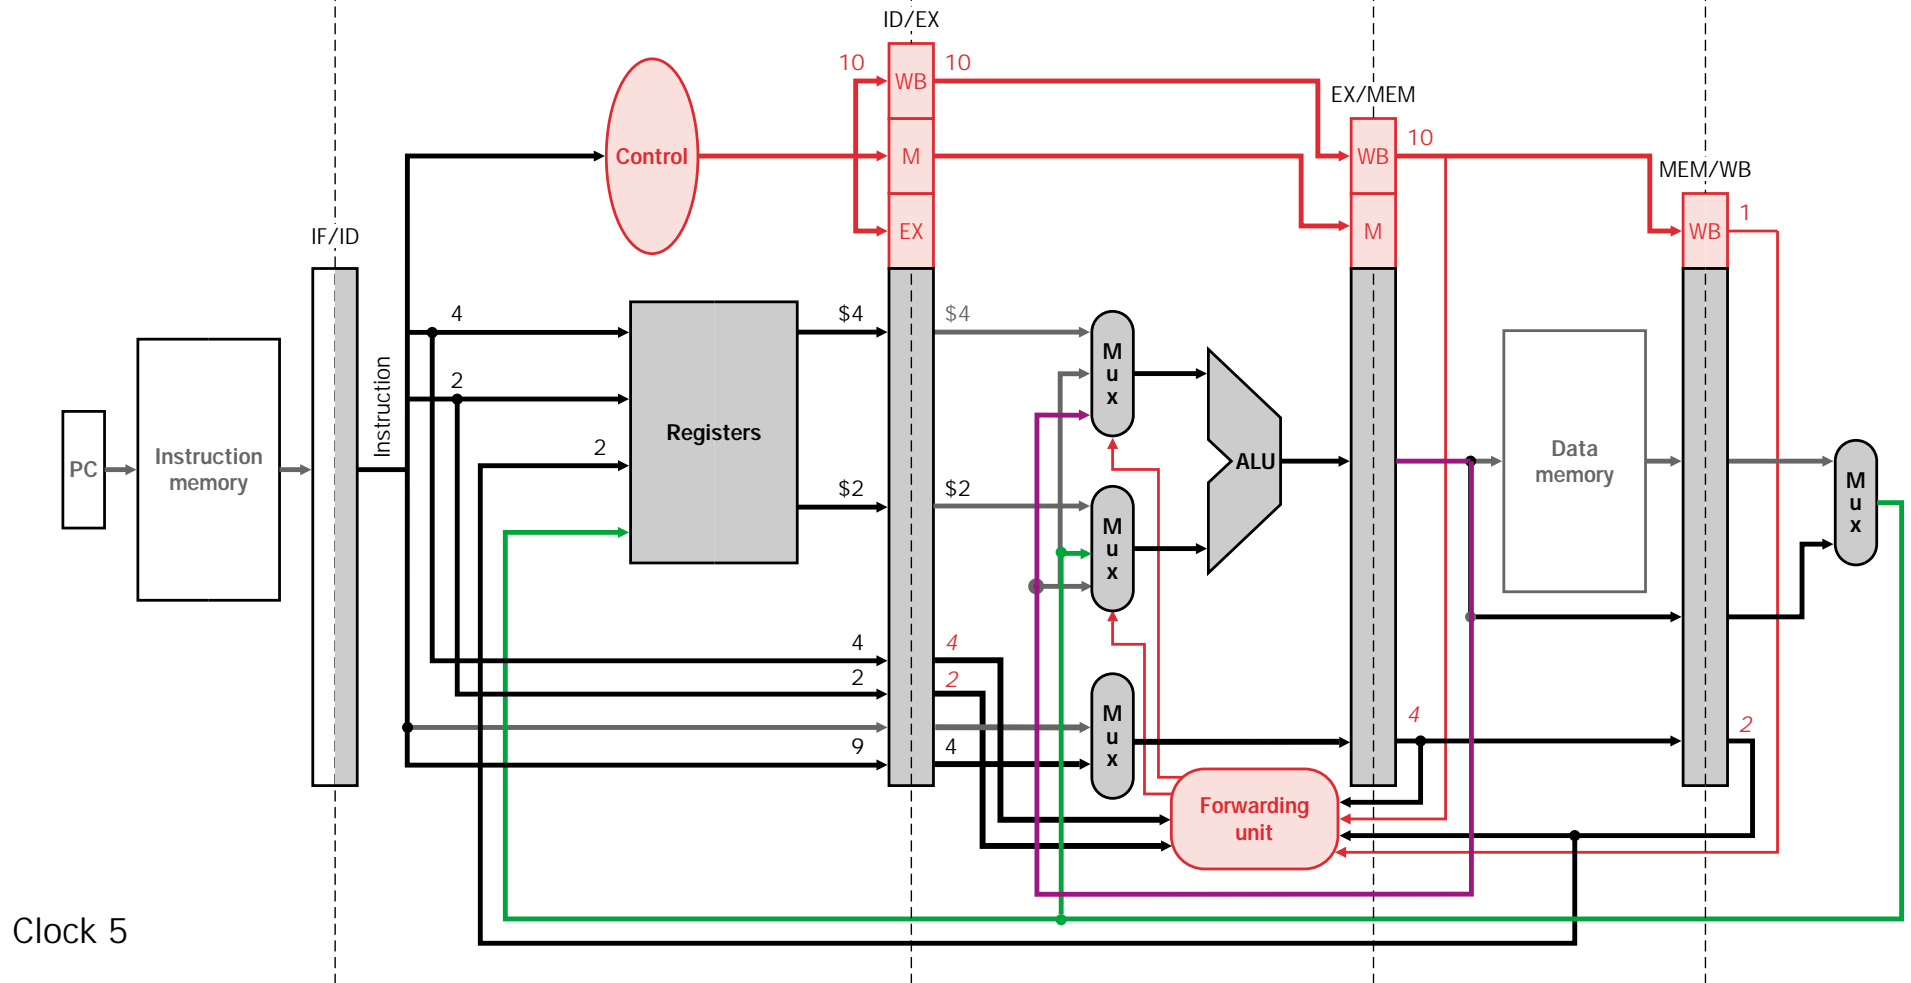 ID/EX
10
WB
10
EX/MEM
10
WB
MEM/WB
Control
M
1
IF/ID
EX
M
WB
4
$4
$4
M
u
x
Instruction
2
Registers
Instruction
memory
PC
2
ALU
Data
memory
M
u
x
$2
$2
M
u
x
4
4
2
2
M
u
x
4
2
9
4
Forwarding
unit
Clock 5